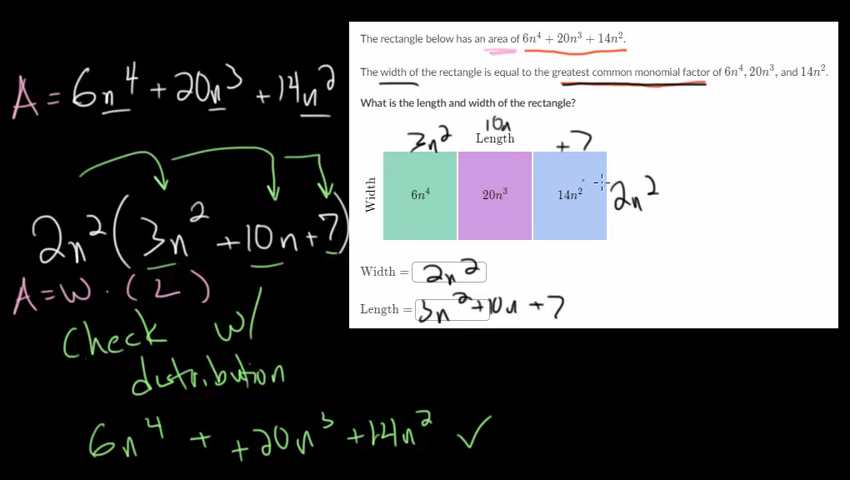 A = 6n⁴ + 20n³ + 14n²
2n²(3n² + 10n + 7)
A = W · (L)
Check w/
distribution
6n⁴ + +20n³ +14n² ✓
The rectangle below has an area of 6n⁴ + 20n³ + 14n².
The width of the rectangle is equal to the greatest common monomial factor of 6n⁴, 20n³, and 14n².
What is the length and width of the rectangle?
10n
3n² Length +7
Width 6n⁴ 20n³ 14n² 2n²
Width = 2n²
Length = 3n² +10n +7